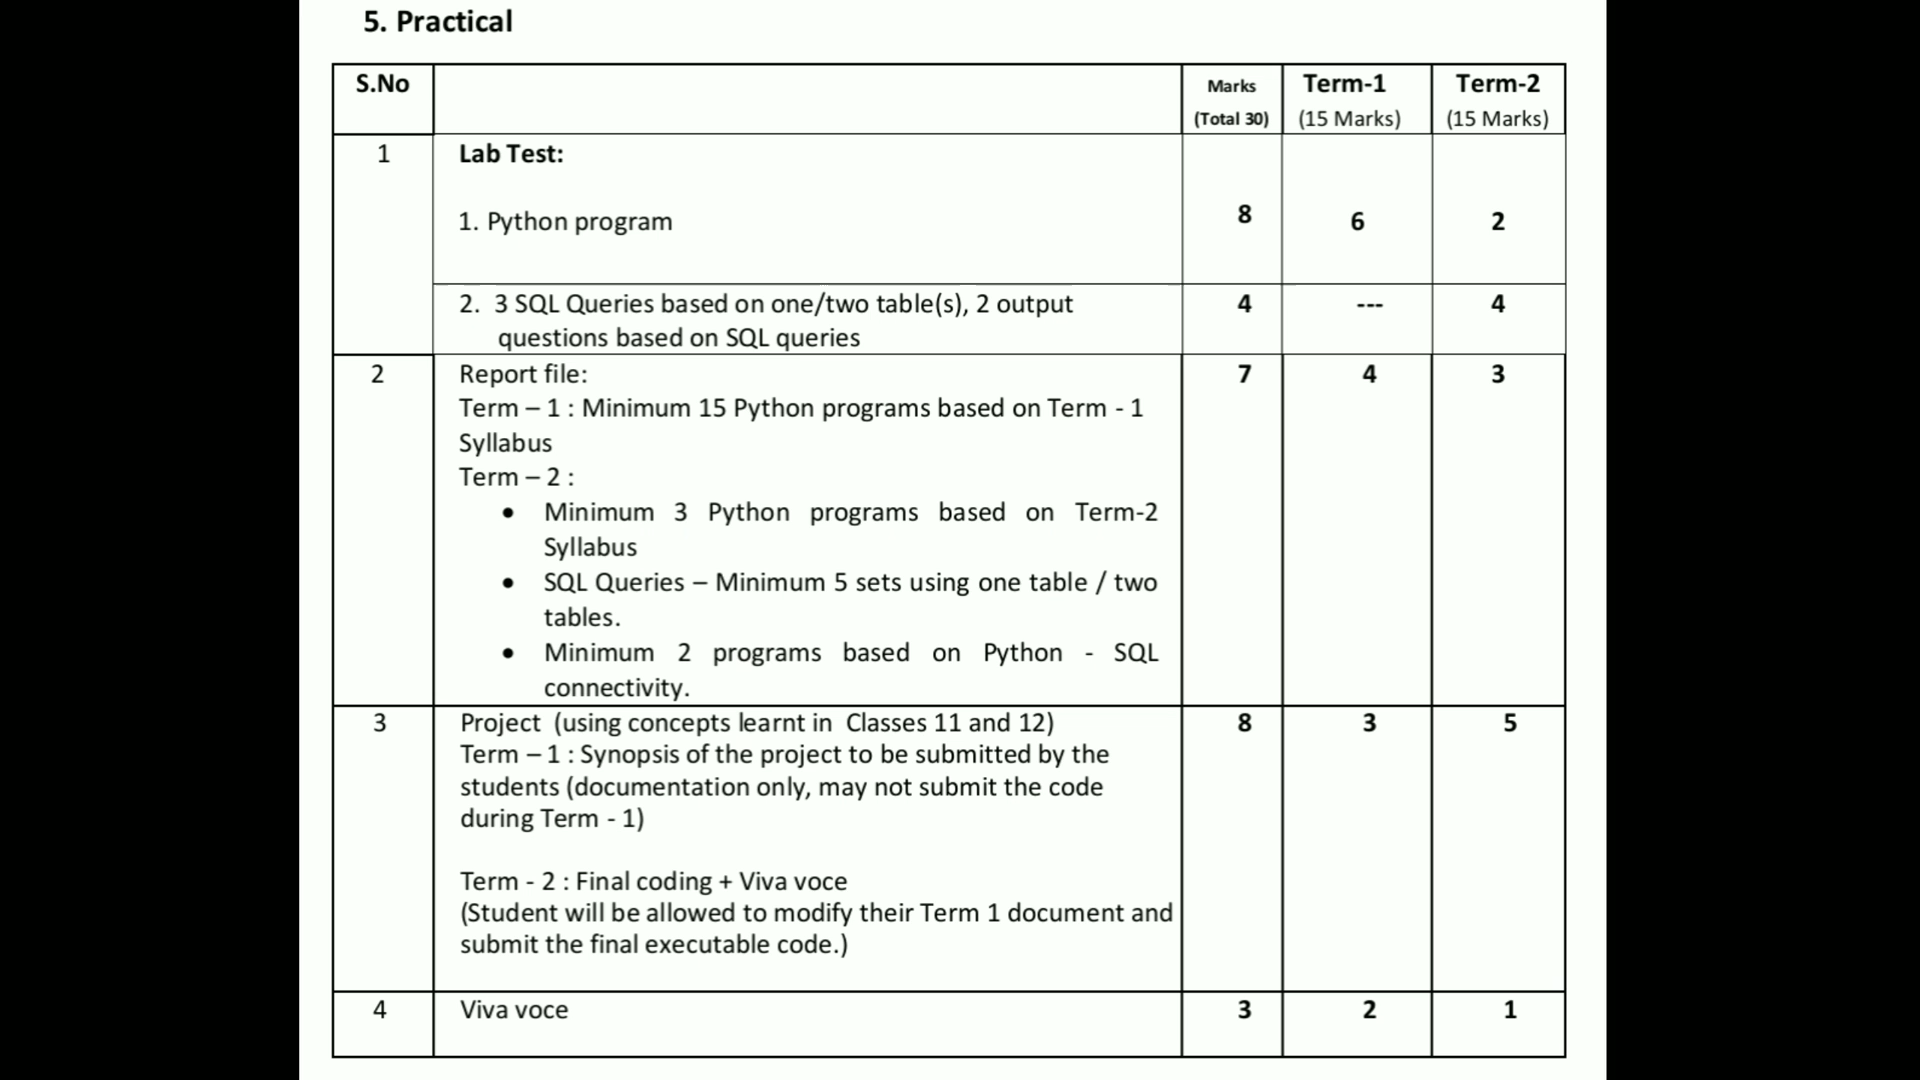 5. Practical
S.No
Marks
(Total 30)
Term-1
(15 Marks)
Term-2
(15 Marks)
1
Lab Test:
1. Python program
8
6
2
2. 3 SQL Queries based on one/two table(s), 2 output
questions based on SQL queries
4
---
4
2
Report file:
7
4
3
Term – 1 : Minimum 15 Python programs based on Term - 1
Syllabus
Term – 2 :
• Minimum 3 Python programs based on Term-2
Syllabus
• SQL Queries – Minimum 5 sets using one table / two
tables.
• Minimum 2 programs based on Python - SQL
connectivity.
3
Project (using concepts learnt in Classes 11 and 12)
8
3
5
Term – 1 : Synopsis of the project to be submitted by the
students (documentation only, may not submit the code
during Term - 1)
Term - 2 : Final coding + Viva voce
(Student will be allowed to modify their Term 1 document and
submit the final executable code.)
4
Viva voce
3
2
1